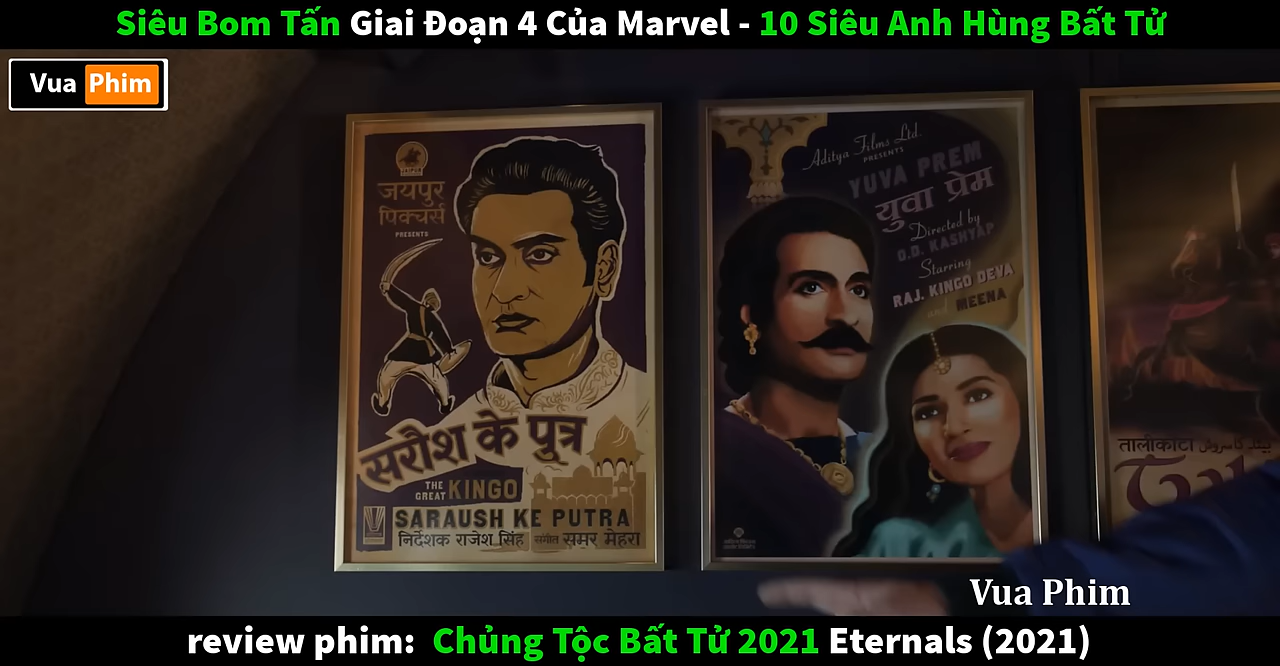 Siêu Bom Tấn Giai Đoạn 4 Của Marvel - 10 Siêu Anh Hùng Bất Tử
Vua Phim
जयपुर
पिक्चर्स
PRESENTS
सरोश के पुत्र
THE GREAT KINGO
SARAUSH KE PUTRA
निर्देशक राजेश सिंह संगीत समर मेहरा
Aditya Films Ltd.
PRESENTS
YUVA PREM
युवा प्रेम
Directed by
O.D. KASHYAP
Starring
RAJ. KINGO DEVA
and MEENA
तालीकोटा
Vua Phim
review phim: Chủng Tộc Bất Tử 2021 Eternals (2021)